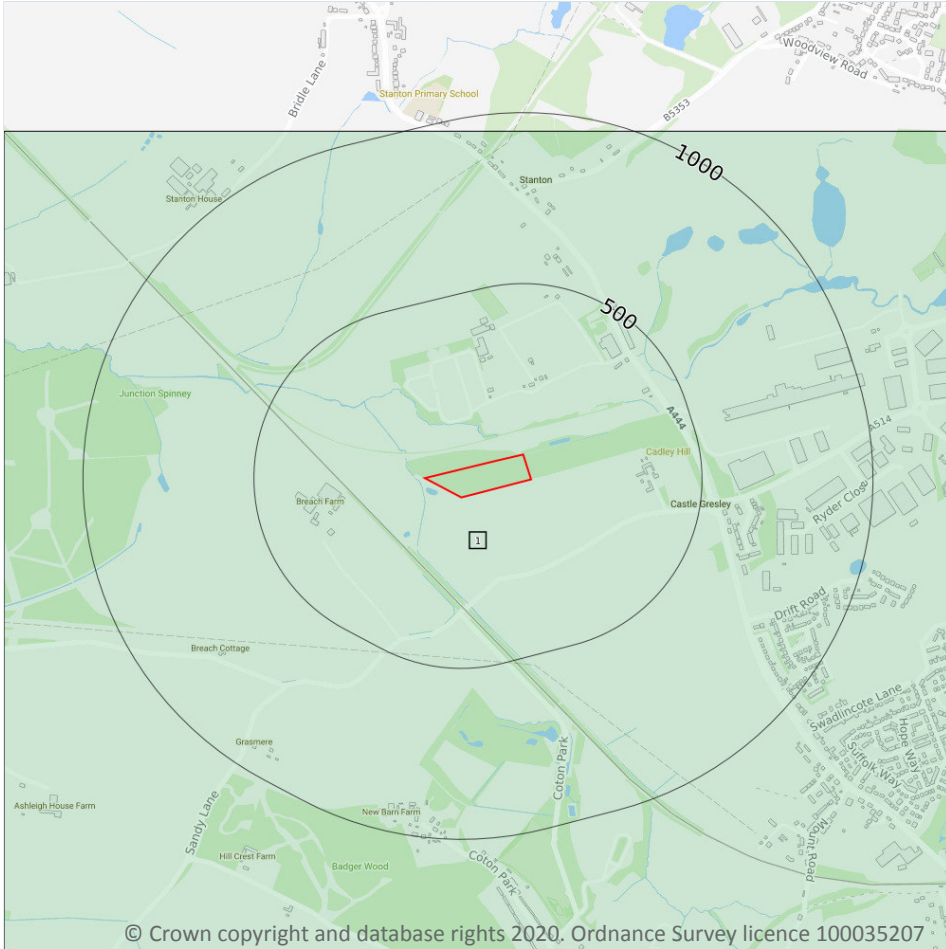 Woodview Road
Bridle Lane
Stanton Primary School
B5353
1000
Stanton
Stanton House
500
Junction Spinney
A444
A514
Cadley Hill
Breach Farm
Castle Gresley
Ryder Close
1
Drift Road
Breach Cottage
Swadlincote Lane
Hope Way
Suffolk Way
Grasmere
Coton Park
Ashleigh House Farm
New Barn Farm
Sandy Lane
Mount Road
Hill Crest Farm
Badger Wood
Coton Park
© Crown copyright and database rights 2020. Ordnance Survey licence 100035207